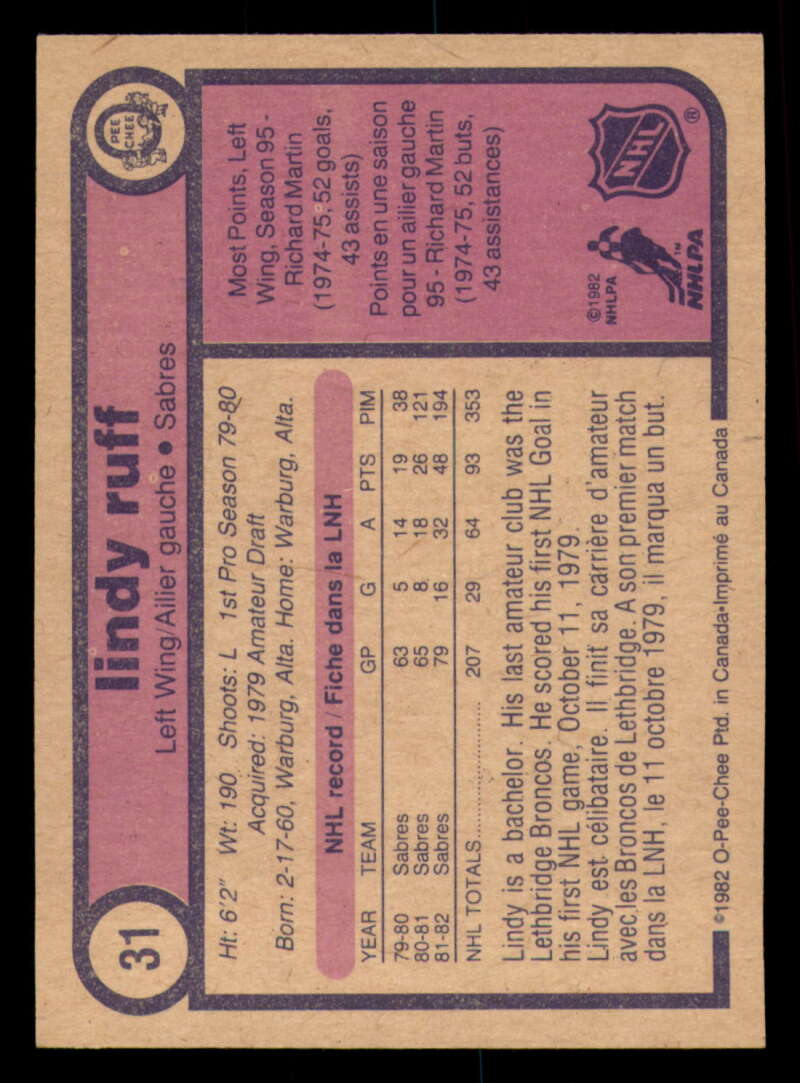 31
lindy ruff
Left Wing/Ailier gauche • Sabres
O
PEE
CHEE
Ht: 6'2" Wt: 190 Shoots: L 1st Pro Season 79-80
Acquired: 1979 Amateur Draft
Born: 2-17-60, Warburg, Alta. Home: Warburg, Alta.
NHL record / Fiche dans la LNH
YEAR TEAM GP G A PTS PIM
79-80 Sabres 63 5 14 19 38
80-81 Sabres 65 8 18 26 121
81-82 Sabres 79 16 32 48 194
NHL TOTALS.................... 207 29 64 93 353
Lindy is a bachelor. His last amateur club was the
Lethbridge Broncos. He scored his first NHL Goal in
his first NHL game, October 11, 1979.
Lindy est célibataire. Il finit sa carrière d'amateur
avec les Broncos de Lethbridge. A son premier match
dans la LNH, le 11 octobre 1979, il marqua un but.
Most Points, Left
Wing, Season 95 -
Richard Martin
(1974-75, 52 goals,
43 assists)
Points en une saison
pour un ailier gauche
95 - Richard Martin
(1974-75, 52 buts,
43 assistances)
©1982
NHLPA
NHLPA™
NHL®
©1982 O-Pee-Chee Ptd. in Canada•Imprimé au Canada